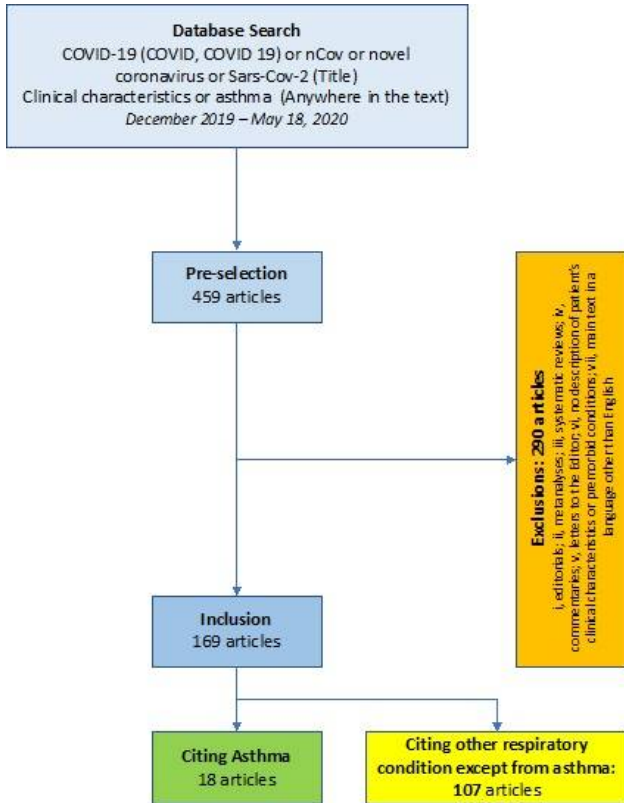 Database Search
COVID-19 (COVID, COVID 19) or nCov or novel
coronavirus or Sars-Cov-2 (Title)
Clinical characteristics or asthma (Anywhere in the text)
December 2019 – May 18, 2020
Pre-selection
459 articles
Exclusions: 290 articles
i, editorials; ii, metanalyses; iii, systematic reviews; iv,
commentaries; v, letters to the Editor; vi, no description of patient's
clinical characteristics or premorbid conditions; vii, main text in a
language other than English
Inclusion
169 articles
Citing Asthma
18 articles
Citing other respiratory
condition except from asthma:
107 articles